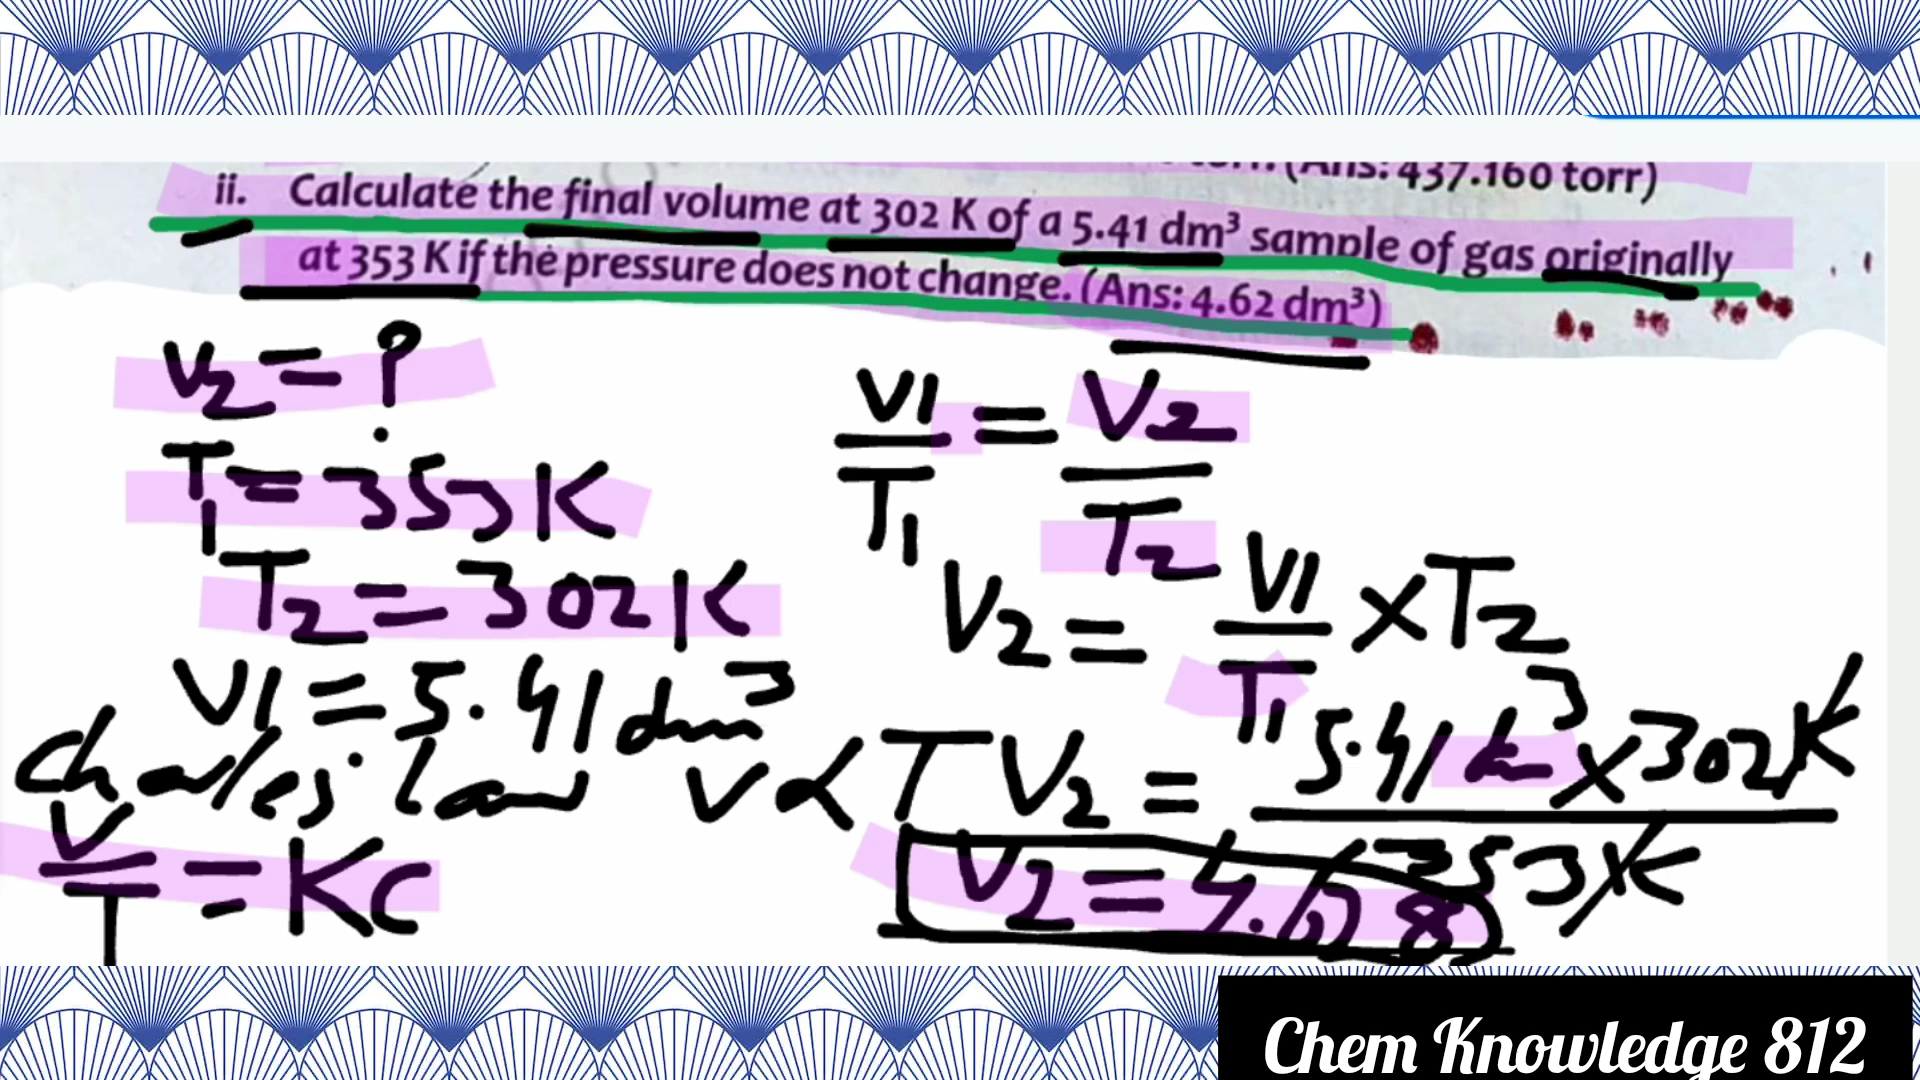 torr. (Ans: 437.160 torr)
ii. Calculate the final volume at 302 K of a 5.41 dm³ sample of gas originally
at 353 K if the pressure does not change. (Ans: 4.62 dm³)
V2 = ?
T1 = 353 K
T2 = 302 K
V1 = 5.41 dm³
Charles' law V ∝ T
V/T = KC
V1/T1 = V2/T2
V2 = V1/T1 × T2
V2 = 5.41 dm³ × 302K / 353K
V2 = 4.628
Chem Knowledge 812